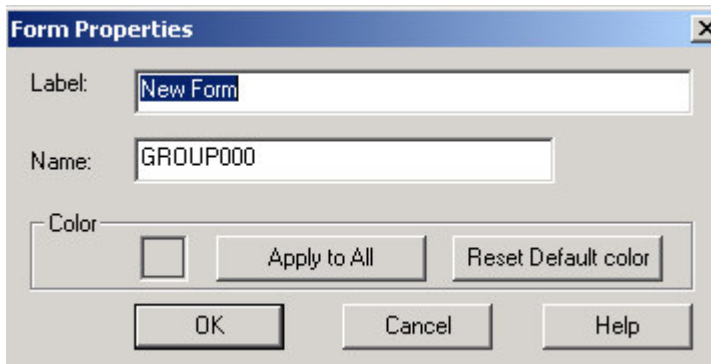 Form Properties
Label: New Form
Name: GROUP000
Color
Apply to All Reset Default color
OK Cancel Help